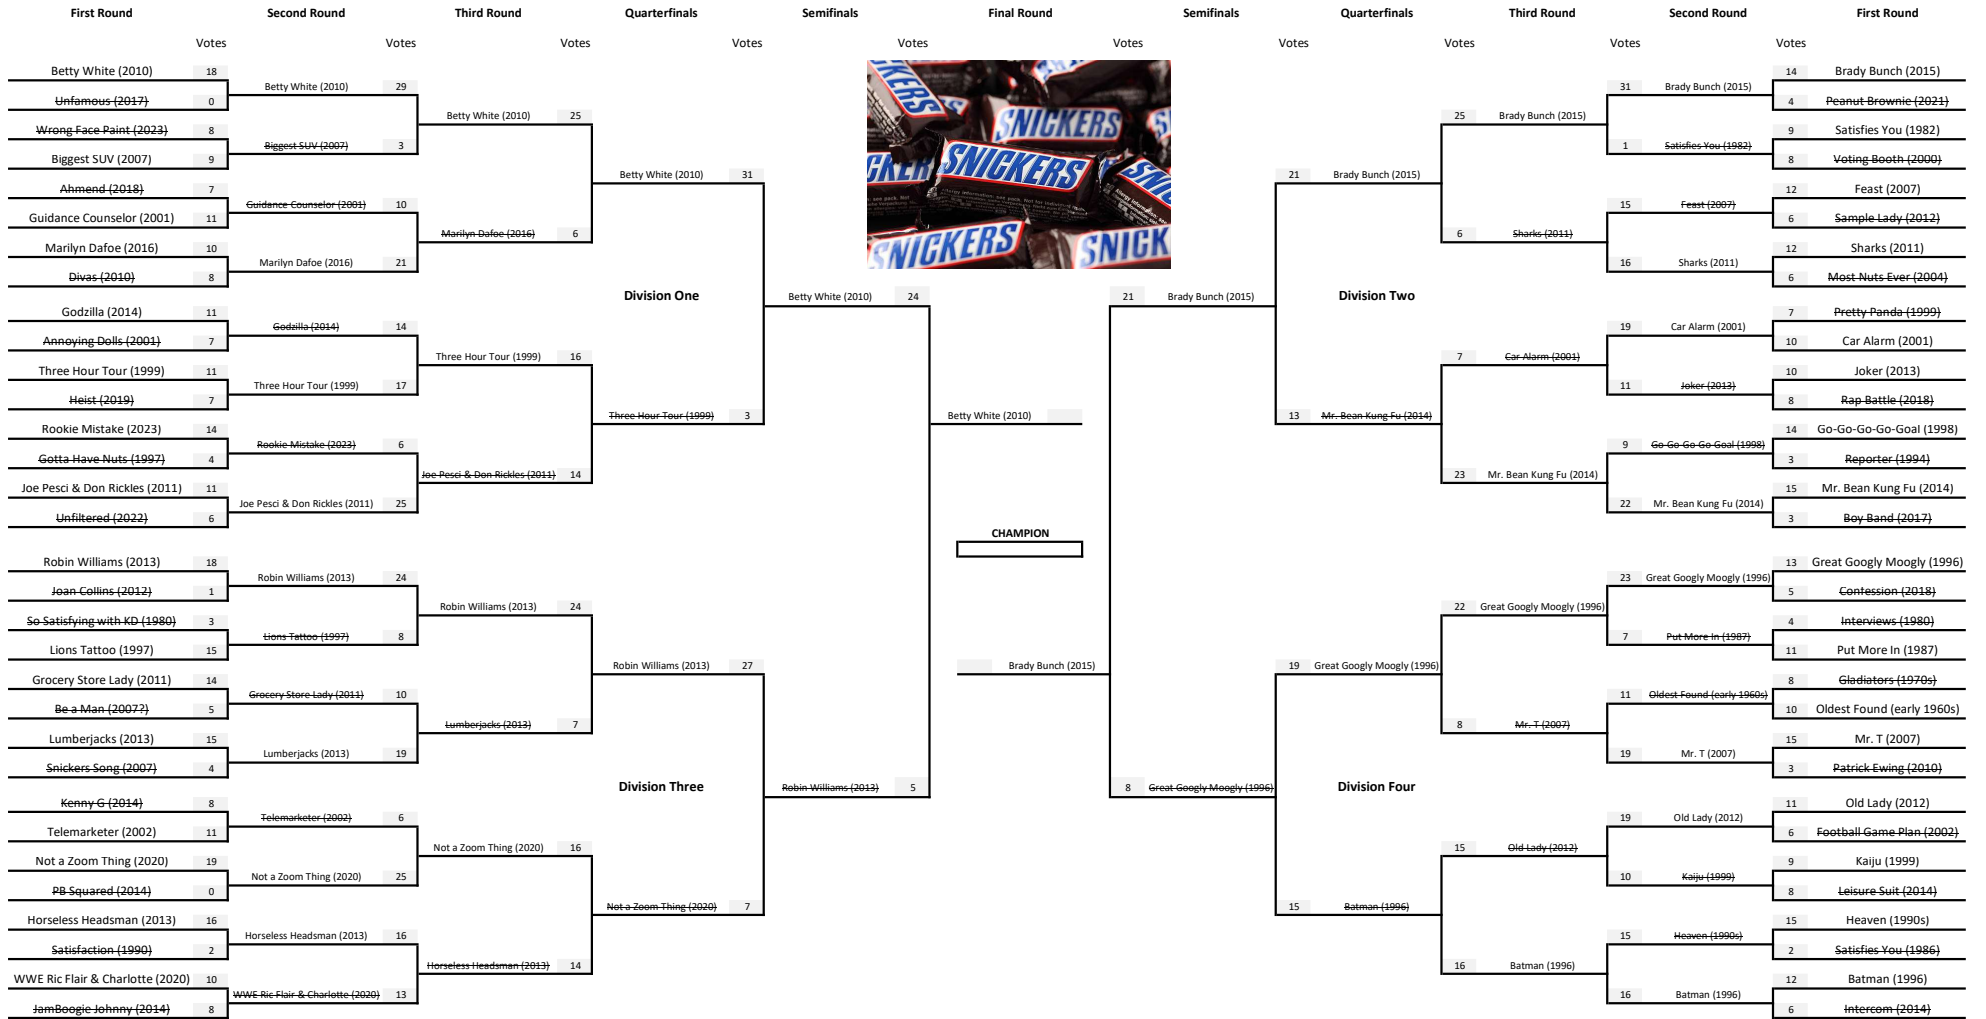 First Round Second Round Third Round Quarterfinals Semifinals Final Round Semifinals Quarterfinals Third Round Second Round First Round
Votes Votes Votes Votes Votes Votes Votes Votes Votes Votes
Betty White (2010) 18
Unfamous (2017) 0
Wrong Face Paint (2023) 8
Biggest SUV (2007) 9
Ahmend (2018) 7
Guidance Counselor (2001) 11
Marilyn Dafoe (2016) 10
Divas (2010) 8
Godzilla (2014) 11
Annoying Dolls (2001) 7
Three Hour Tour (1999) 11
Heist (2019) 7
Rookie Mistake (2023) 14
Gotta Have Nuts (1997) 4
Joe Pesci & Don Rickles (2011) 11
Unfiltered (2022) 6
Robin Williams (2013) 18
Joan Collins (2012) 1
So Satisfying with KD (1980) 3
Lions Tattoo (1997) 15
Grocery Store Lady (2011) 14
Be a Man (2007?) 5
Lumberjacks (2013) 15
Snickers Song (2007) 4
Kenny G (2014) 8
Telemarketer (2002) 11
Not a Zoom Thing (2020) 19
PB Squared (2014) 0
Horseless Headsman (2013) 16
Satisfaction (1990) 2
WWE Ric Flair & Charlotte (2020) 10
JamBoogie Johnny (2014) 8
Betty White (2010) 29
Biggest SUV (2007) 3
Guidance Counselor (2001) 10
Marilyn Dafoe (2016) 21
Godzilla (2014) 14
Three Hour Tour (1999) 17
Rookie Mistake (2023) 6
Joe Pesci & Don Rickles (2011) 25
Robin Williams (2013) 24
Lions Tattoo (1997) 8
Grocery Store Lady (2011) 10
Lumberjacks (2013) 19
Telemarketer (2002) 6
Not a Zoom Thing (2020) 25
Horseless Headsman (2013) 16
WWE Ric Flair & Charlotte (2020) 13
Betty White (2010) 25
Marilyn Dafoe (2016) 6
Three Hour Tour (1999) 16
Joe Pesci & Don Rickles (2011) 14
Robin Williams (2013) 24
Lumberjacks (2013) 7
Not a Zoom Thing (2020) 16
Horseless Headsman (2013) 14
Betty White (2010) 31
Division One
Three Hour Tour (1999) 3
Robin Williams (2013) 27
Division Three
Not a Zoom Thing (2020) 7
Betty White (2010) 24
Robin Williams (2013) 5
SNICKERS
SNICKERS
SNICKERS
SNICK
Betty White (2010)
CHAMPION
Brady Bunch (2015)
21 Brady Bunch (2015)
8 Great Googly Moogly (1996)
21 Brady Bunch (2015)
Division Two
13 Mr. Bean Kung Fu (2014)
19 Great Googly Moogly (1996)
Division Four
15 Batman (1996)
25 Brady Bunch (2015)
6 Sharks (2011)
7 Car Alarm (2001)
23 Mr. Bean Kung Fu (2014)
22 Great Googly Moogly (1996)
8 Mr. T (2007)
15 Old Lady (2012)
16 Batman (1996)
31 Brady Bunch (2015)
1 Satisfies You (1982)
15 Feast (2007)
16 Sharks (2011)
19 Car Alarm (2001)
11 Joker (2013)
9 Go-Go-Go-Go-Goal (1998)
22 Mr. Bean Kung Fu (2014)
23 Great Googly Moogly (1996)
7 Put More In (1987)
11 Oldest Found (early 1960s)
19 Mr. T (2007)
19 Old Lady (2012)
10 Kaiju (1999)
15 Heaven (1990s)
16 Batman (1996)
14 Brady Bunch (2015)
4 Peanut Brownie (2021)
9 Satisfies You (1982)
8 Voting Booth (2000)
12 Feast (2007)
6 Sample Lady (2012)
12 Sharks (2011)
6 Most Nuts Ever (2004)
7 Pretty Panda (1999)
10 Car Alarm (2001)
10 Joker (2013)
8 Rap Battle (2018)
14 Go-Go-Go-Go-Goal (1998)
3 Reporter (1994)
15 Mr. Bean Kung Fu (2014)
3 Boy Band (2017)
13 Great Googly Moogly (1996)
5 Confession (2018)
4 Interviews (1980)
11 Put More In (1987)
8 Gladiators (1970s)
10 Oldest Found (early 1960s)
15 Mr. T (2007)
3 Patrick Ewing (2010)
11 Old Lady (2012)
6 Football Game Plan (2002)
9 Kaiju (1999)
8 Leisure Suit (2014)
15 Heaven (1990s)
2 Satisfies You (1986)
12 Batman (1996)
6 Intercom (2014)